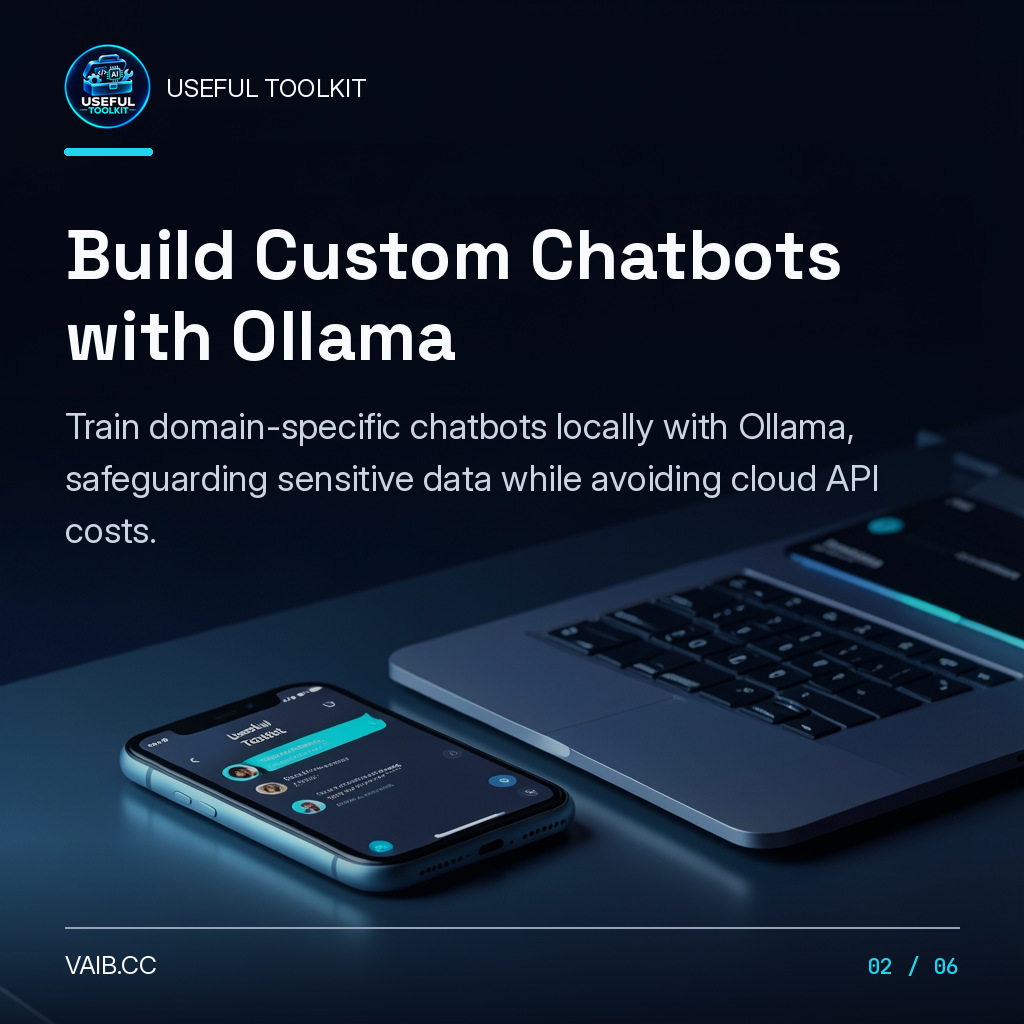 USEFUL
TOOLKIT
AI
USEFUL TOOLKIT
Build Custom Chatbots
with Ollama
Train domain-specific chatbots locally with Ollama,
safeguarding sensitive data while avoiding cloud API
costs.
VAIB.CC
02 / 06